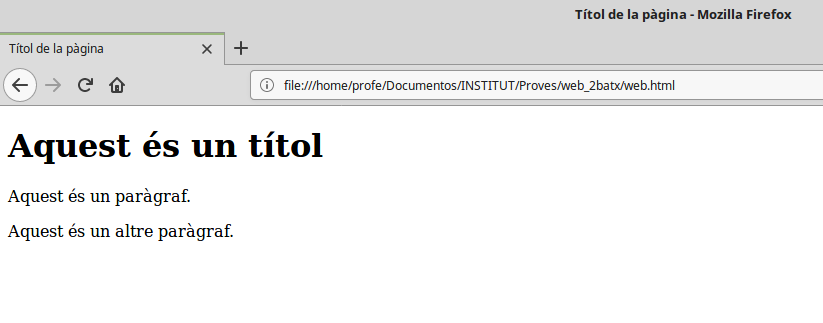 Títol de la pàgina - Mozilla Firefox
Títol de la pàgina
file:///home/profe/Documentos/INSTITUT/Proves/web_2batx/web.html
Aquest és un títol
Aquest és un paràgraf.
Aquest és un altre paràgraf.